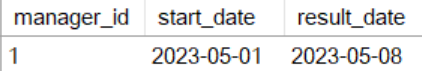 manager_id start_date result_date
1 2023-05-01 2023-05-08